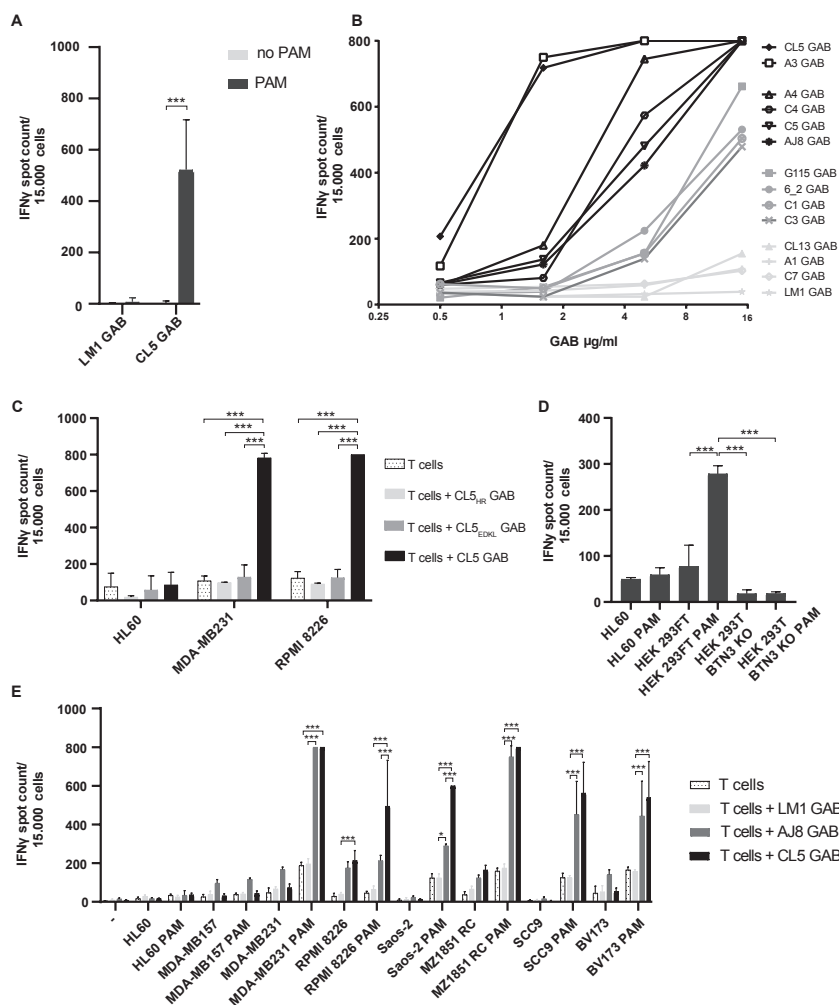 A
1000
800
600
400
200
0
IFNγ spot count/
15.000 cells
no PAM
PAM
***
LM1 GAB
CL5 GAB
B
800
600
400
200
0
IFNγ spot count/
15.000 cells
0.25
0.5
1
2
4
8
16
GAB µg/ml
CL5 GAB
A3 GAB
A4 GAB
C4 GAB
C5 GAB
AJ8 GAB
G115 GAB
6_2 GAB
C1 GAB
C3 GAB
CL13 GAB
A1 GAB
C7 GAB
LM1 GAB
C
1000
800
600
400
200
0
IFNγ spot count/
15.000 cells
***
***
***
***
***
***
HL60
MDA-MB231
RPMI 8226
T cells
T cells + CL5HR GAB
T cells + CL5EDKL GAB
T cells + CL5 GAB
D
400
300
200
100
0
IFNγ spot count/
15.000 cells
***
***
***
HL60
HL60 PAM
HEK 293FT
HEK 293FT PAM
HEK 293T
BTN3 KO
HEK 293T
BTN3 KO PAM
E
1000
800
600
400
200
0
IFNγ spot count/
15.000 cells
***
***
***
***
***
***
***
*
***
***
***
***
***
***
-
HL60
HL60 PAM
MDA-MB157
MDA-MB157 PAM
MDA-MB231
MDA-MB231 PAM
RPMI 8226
RPMI 8226 PAM
Saos-2
Saos-2 PAM
MZ1851 RC
MZ1851 RC PAM
SCC9
SCC9 PAM
BV173
BV173 PAM
T cells
T cells + LM1 GAB
T cells + AJ8 GAB
T cells + CL5 GAB